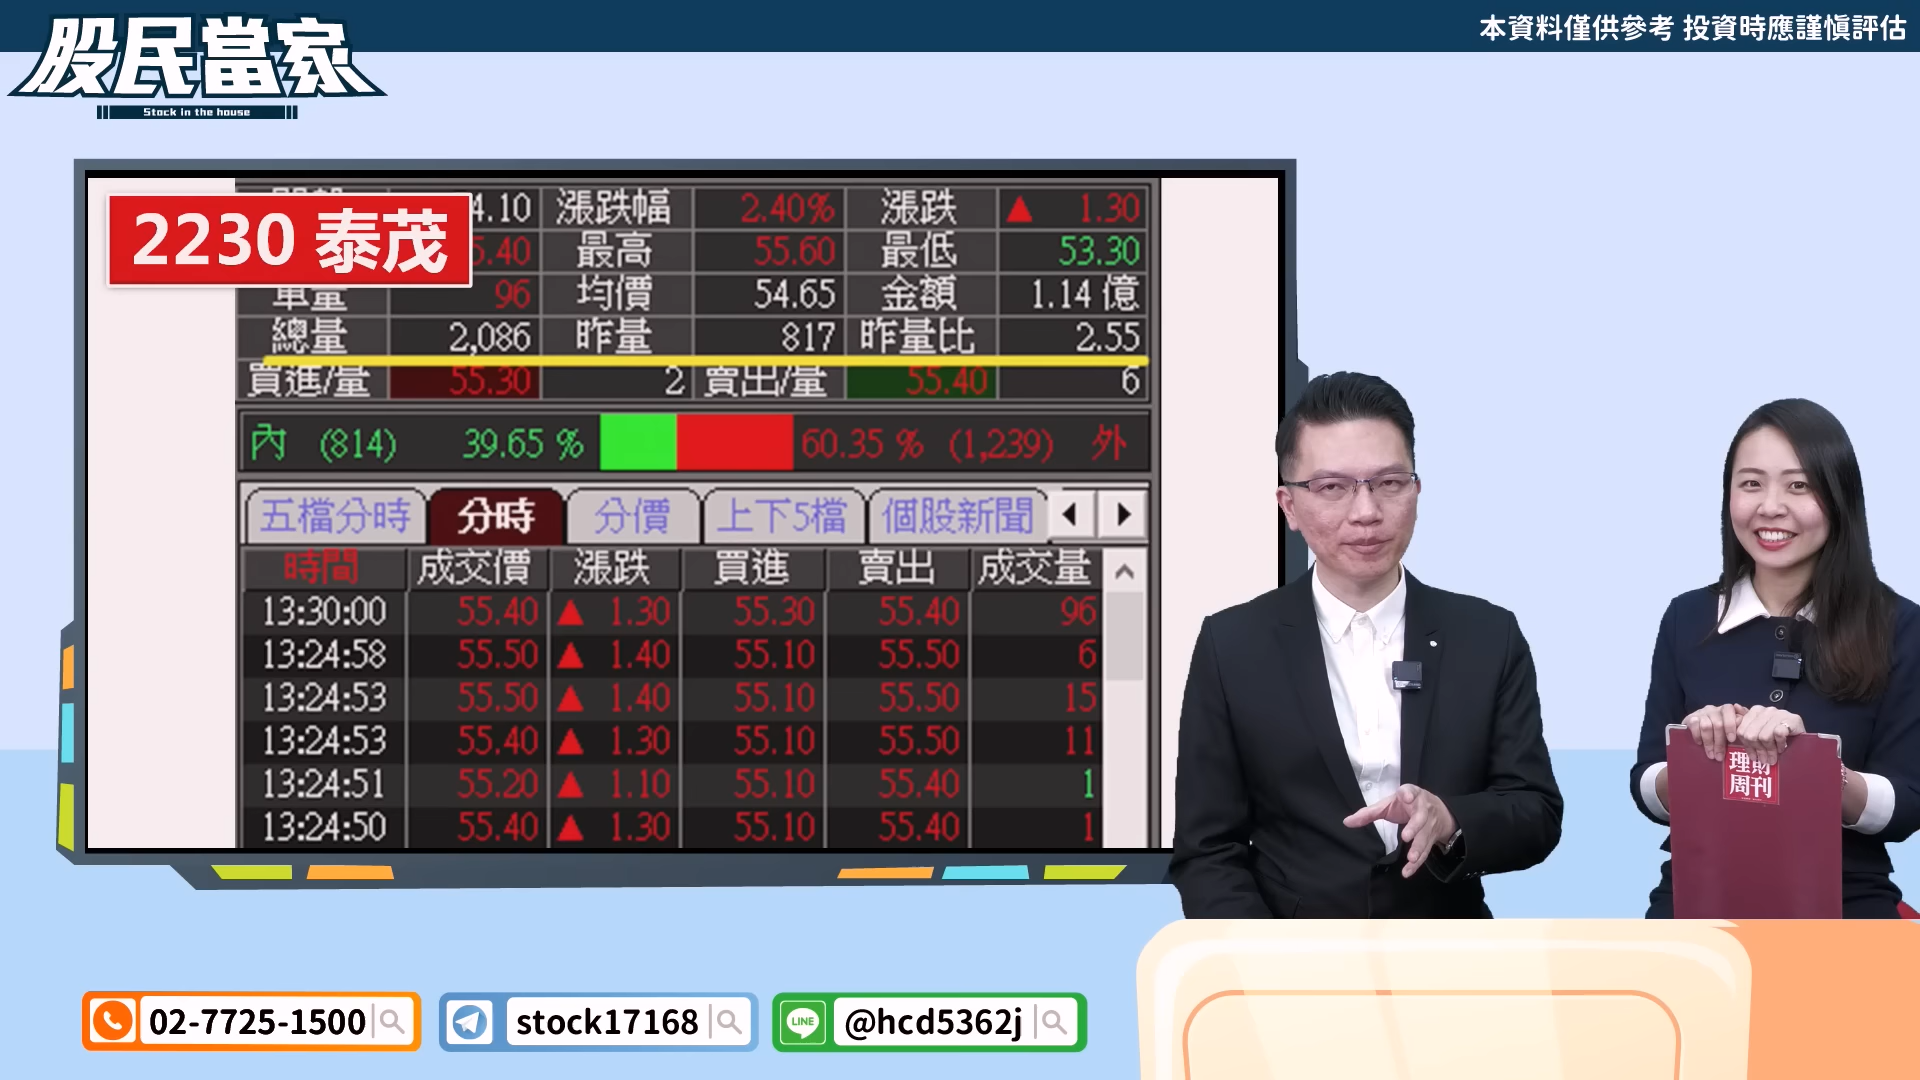 股民當家
Stock in the house
本資料僅供參考 投資時應謹慎評估
2230 泰茂
4.10 漲跌幅 2.40% 漲跌 ▲ 1.30
5.40 最高 55.60 最低 53.30
單量 96 均價 54.65 金額 1.14 億
總量 2,086 昨量 817 昨量比 2.55
買進/量 55.30 2 賣出/量 55.40 6
內 (814) 39.65 % 60.35 % (1,239) 外
五檔分時 分時 分價 上下5檔 個股新聞
時間 成交價 漲跌 買進 賣出 成交量
13:30:00 55.40 ▲ 1.30 55.30 55.40 96
13:24:58 55.50 ▲ 1.40 55.10 55.50 6
13:24:53 55.50 ▲ 1.40 55.10 55.50 15
13:24:53 55.40 ▲ 1.30 55.10 55.50 11
13:24:51 55.20 ▲ 1.10 55.10 55.40 1
13:24:50 55.40 ▲ 1.30 55.10 55.40 1
理財
周刊
02-7725-1500
stock17168
LINE
@hcd5362j